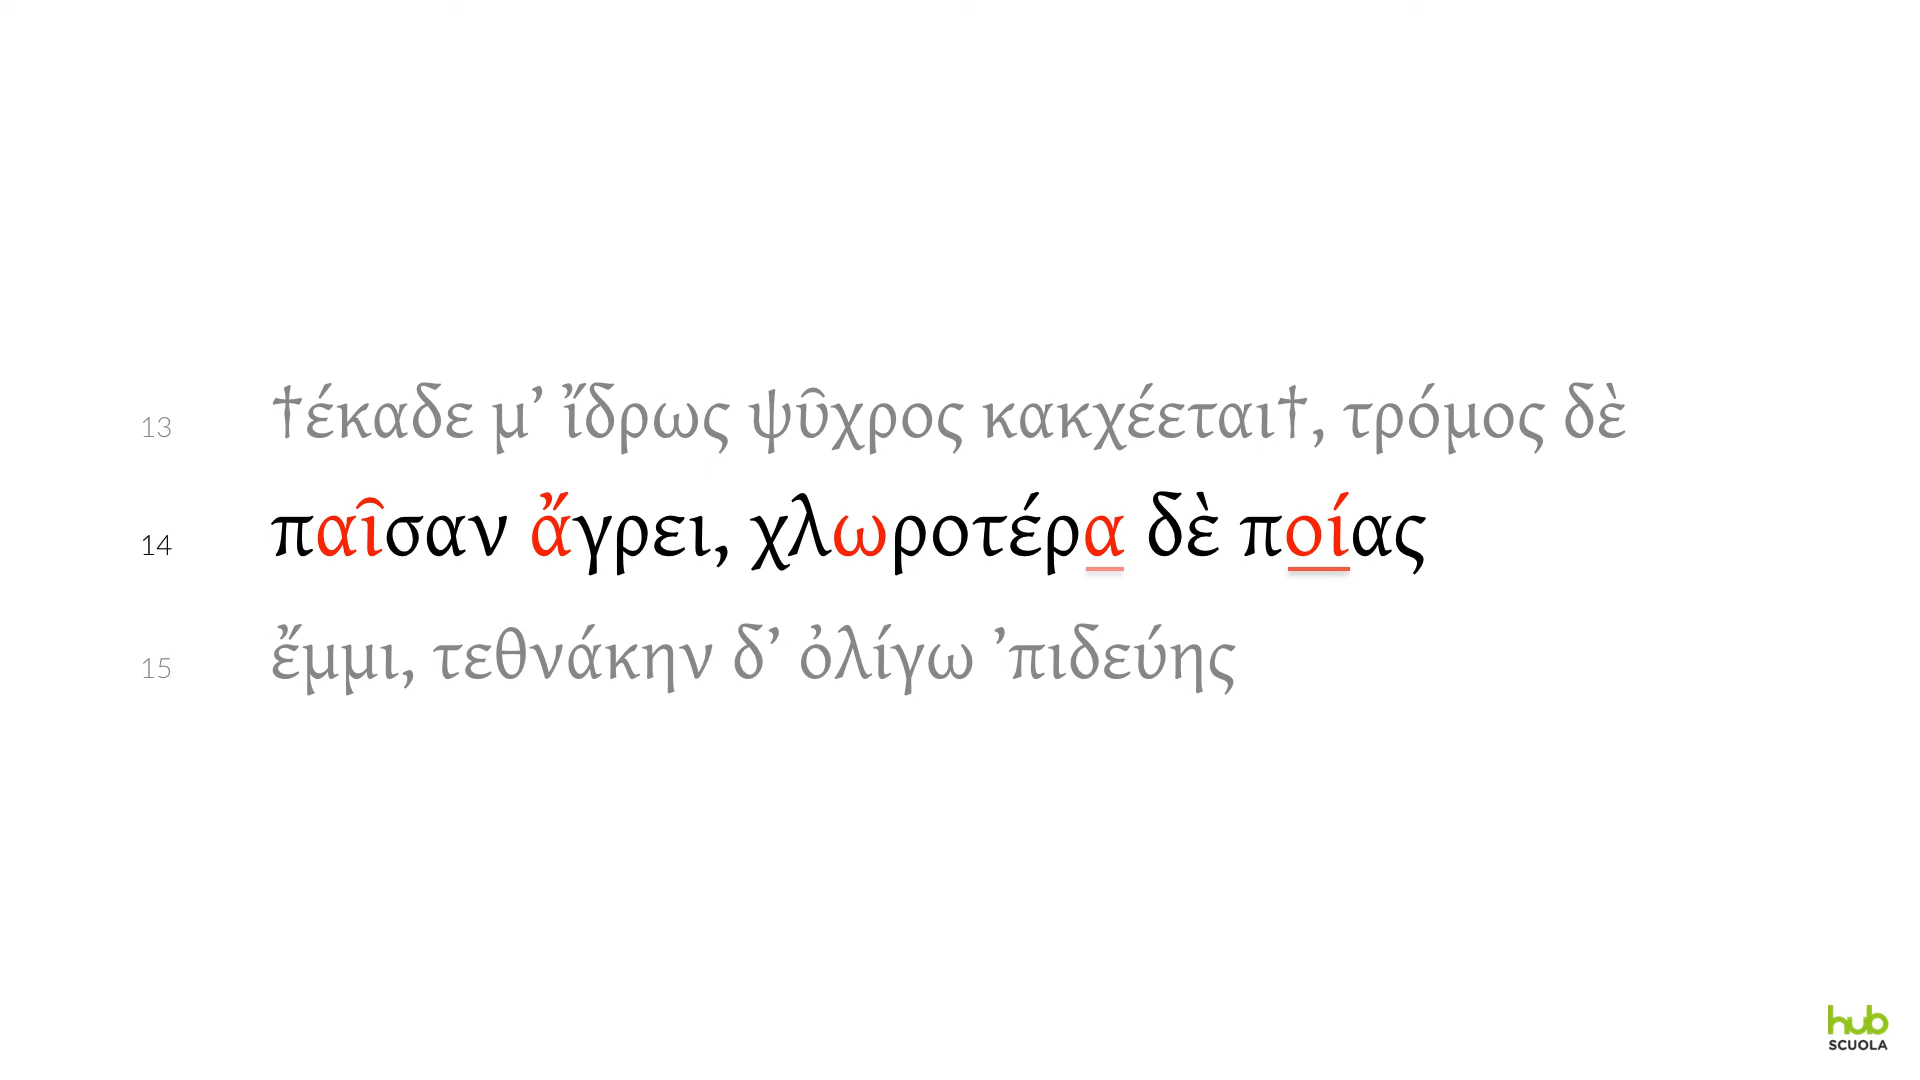 13 †έκαδε μ’ ἴδρως ψῦχρος κακχέεται†, τρόμος δὲ
14 παῖσαν ἄγρει, χλωροτέρα δὲ ποίας
15 ἔμμι, τεθνάκην δ’ ὀλίγω ’πιδεύης
hub
SCUOLA